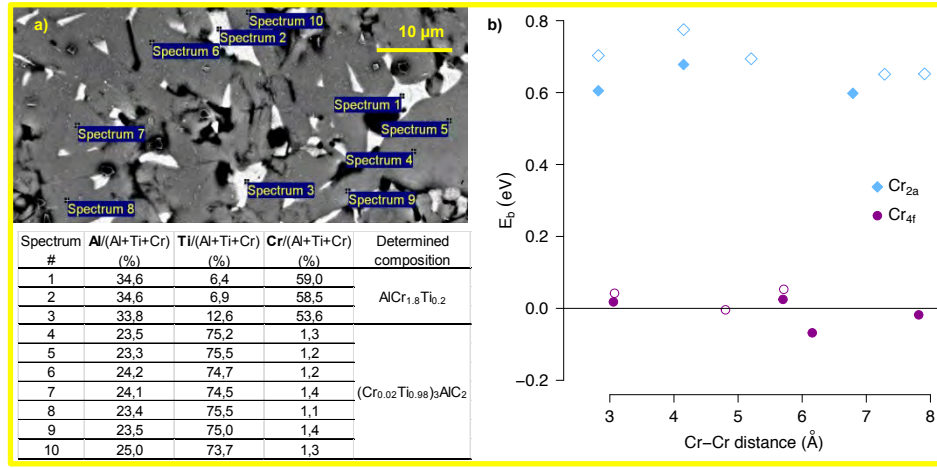 a)
Spectrum 10
Spectrum 2
10 µm
Spectrum 6
Spectrum 1
Spectrum 7
Spectrum 5
Spectrum 4
Spectrum 3
Spectrum 9
Spectrum 8
Spectrum # Al/(Al+Ti+Cr) (%) Ti/(Al+Ti+Cr) (%) Cr/(Al+Ti+Cr) (%) Determined composition
1 34,6 6,4 59,0
2 34,6 6,9 58,5 AlCr1.8Ti0.2
3 33,8 12,6 53,6
4 23,5 75,2 1,3
5 23,3 75,5 1,2
6 24,2 74,7 1,2
7 24,1 74,5 1,4 (Cr0.02Ti0.98)3AlC2
8 23,4 75,5 1,1
9 23,5 75,0 1,4
10 25,0 73,7 1,3
b)
0.8
0.6
0.4
0.2
0.0
−0.2
Eb (eV)
Cr2a
Cr4f
3 4 5 6 7 8
Cr−Cr distance (Å)